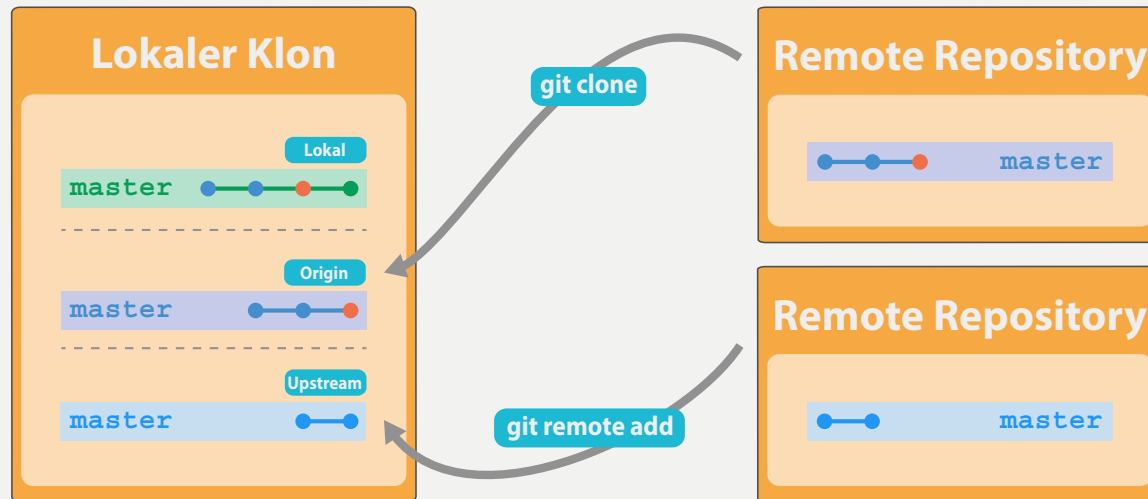 Lokaler Klon
Lokal
master
Origin
master
Upstream
master
git clone
git remote add
Remote Repository
master
Remote Repository
master